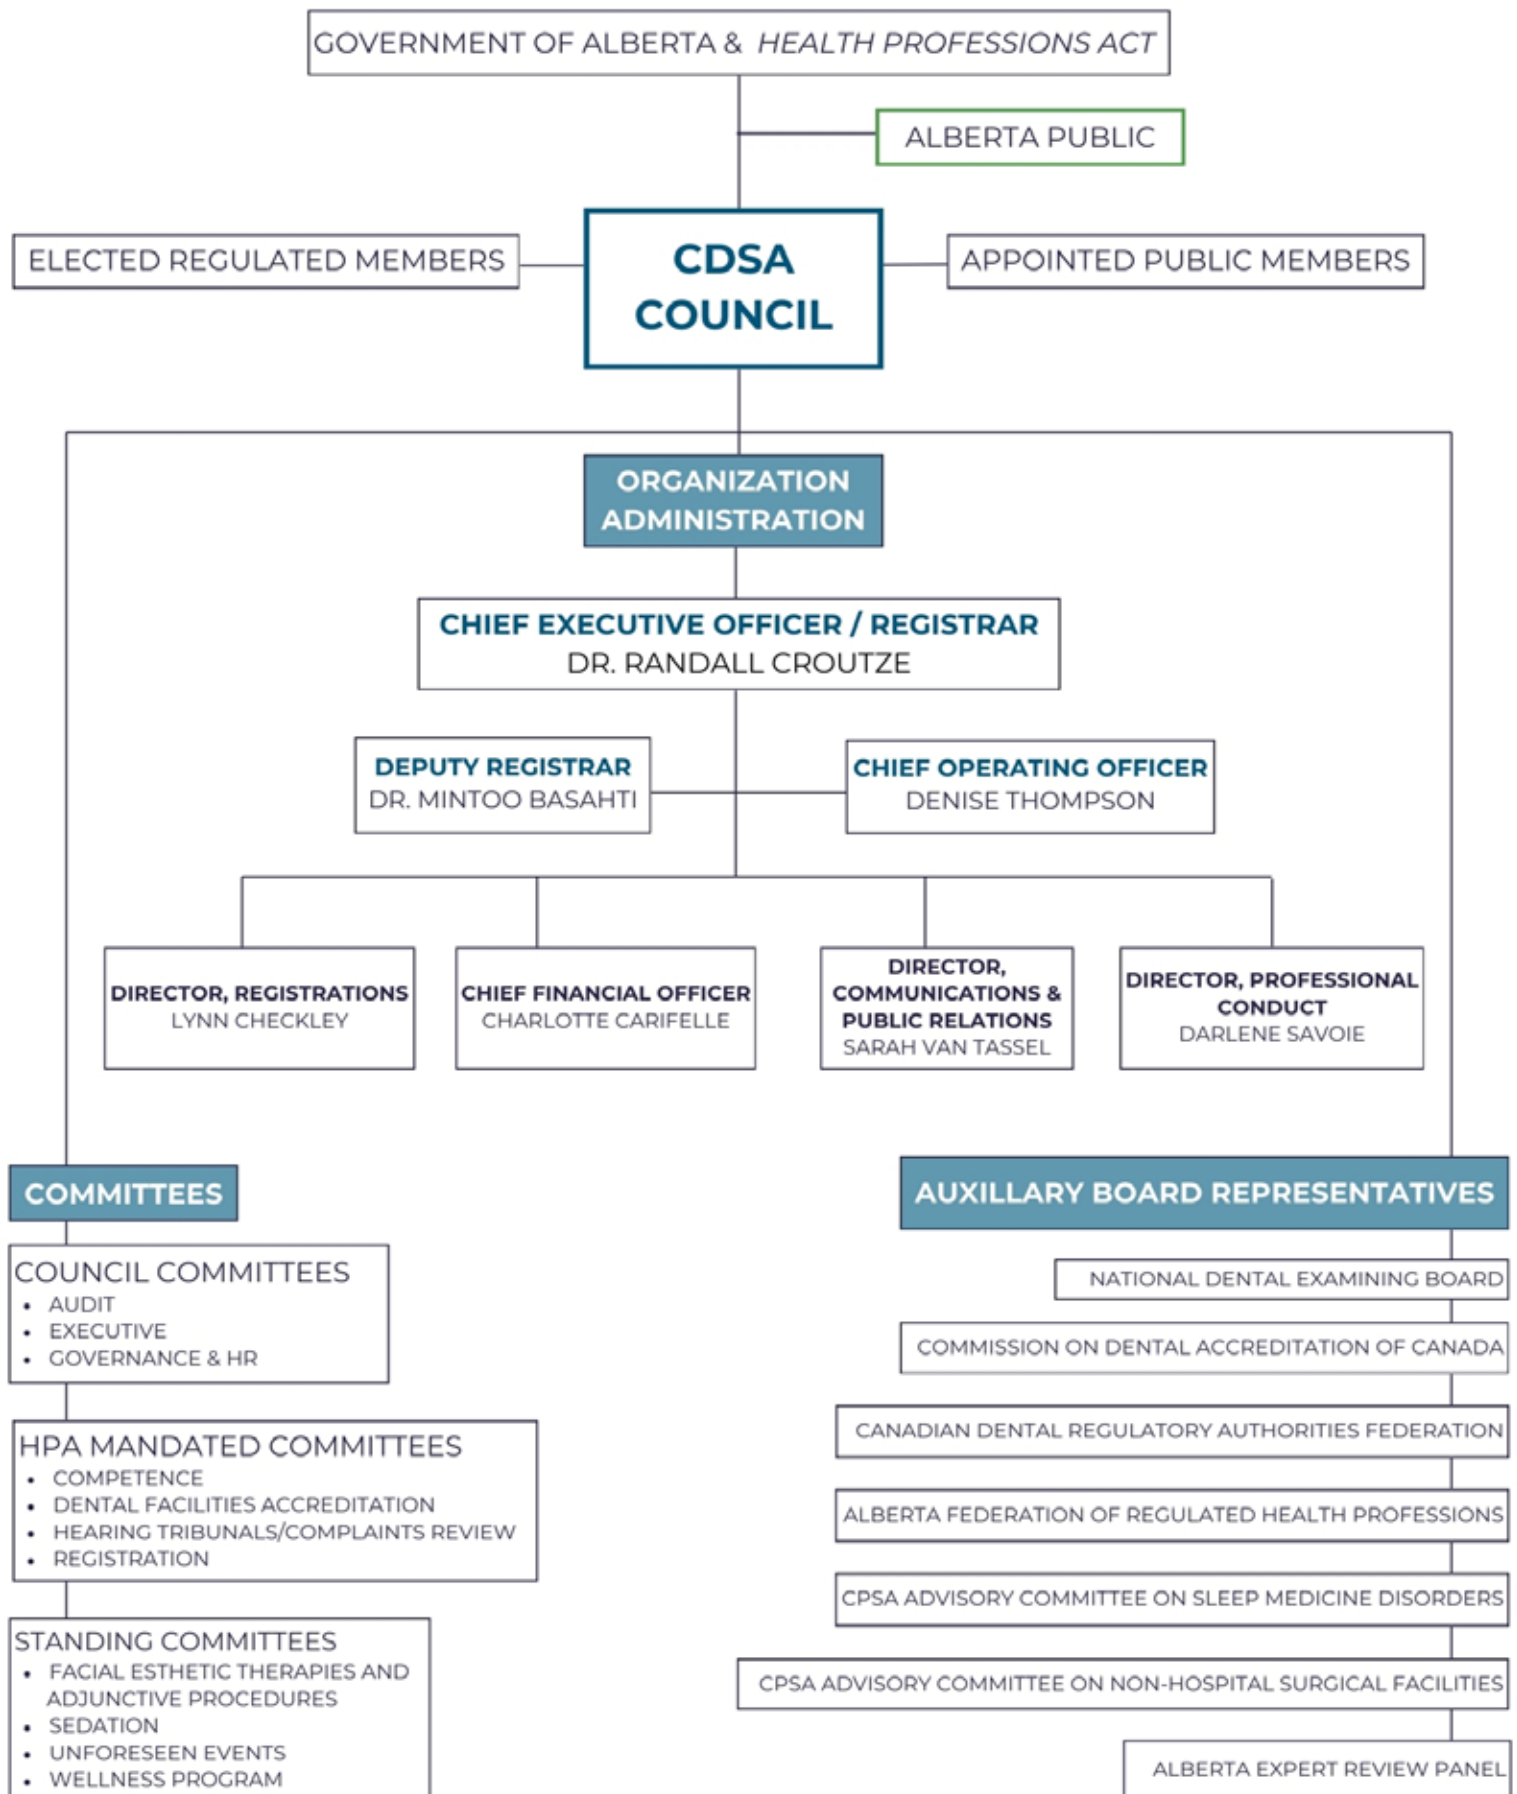 GOVERNMENT OF ALBERTA & HEALTH PROFESSIONS ACT
ALBERTA PUBLIC
ELECTED REGULATED MEMBERS
CDSA
COUNCIL
APPOINTED PUBLIC MEMBERS
ORGANIZATION
ADMINISTRATION
CHIEF EXECUTIVE OFFICER / REGISTRAR
DR. RANDALL CROUTZE
DEPUTY REGISTRAR
DR. MINTOO BASAHTI
CHIEF OPERATING OFFICER
DENISE THOMPSON
DIRECTOR, REGISTRATIONS
LYNN CHECKLEY
CHIEF FINANCIAL OFFICER
CHARLOTTE CARIFELLE
DIRECTOR,
COMMUNICATIONS &
PUBLIC RELATIONS
SARAH VAN TASSEL
DIRECTOR, PROFESSIONAL
CONDUCT
DARLENE SAVOIE
COMMITTEES
COUNCIL COMMITTEES
• AUDIT
• EXECUTIVE
• GOVERNANCE & HR
HPA MANDATED COMMITTEES
• COMPETENCE
• DENTAL FACILITIES ACCREDITATION
• HEARING TRIBUNALS/COMPLAINTS REVIEW
• REGISTRATION
STANDING COMMITTEES
• FACIAL ESTHETIC THERAPIES AND
ADJUNCTIVE PROCEDURES
• SEDATION
• UNFORESEEN EVENTS
• WELLNESS PROGRAM
AUXILLARY BOARD REPRESENTATIVES
NATIONAL DENTAL EXAMINING BOARD
COMMISSION ON DENTAL ACCREDITATION OF CANADA
CANADIAN DENTAL REGULATORY AUTHORITIES FEDERATION
ALBERTA FEDERATION OF REGULATED HEALTH PROFESSIONS
CPSA ADVISORY COMMITTEE ON SLEEP MEDICINE DISORDERS
CPSA ADVISORY COMMITTEE ON NON-HOSPITAL SURGICAL FACILITIES
ALBERTA EXPERT REVIEW PANEL